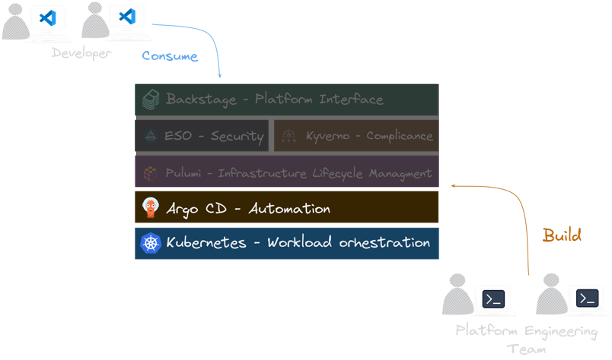 Developer
Consume
Backstage - Platform Interface
ESO - Security
Kyverno - Complicance
Pulumi - Infrastructure Lifecycle Managment
Argo CD - Automation
Kubernetes - Workload orhestration
Build
Platform Engineering
Team